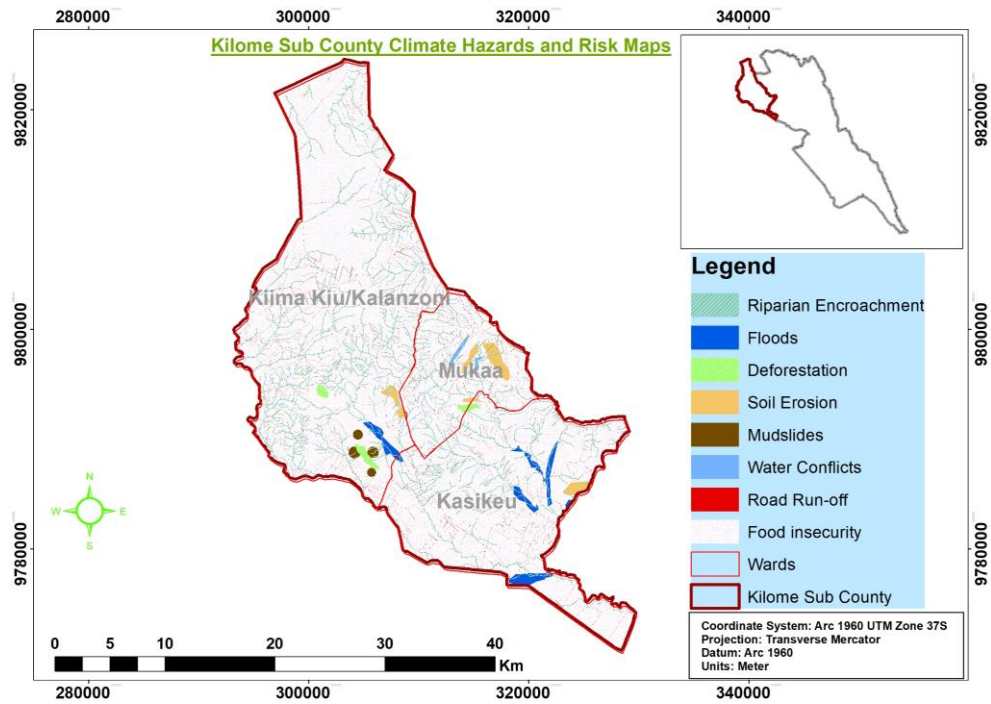 280000 300000 320000 340000
Kilome Sub County Climate Hazards and Risk Maps
9820000
9820000
Kiima Kiu/Kalanzoni
9800000
9800000
Mukaa
Kasikeu
9780000
9780000
N
W E
S
Legend
Riparian Encroachment
Floods
Deforestation
Soil Erosion
Mudslides
Water Conflicts
Road Run-off
Food insecurity
Wards
Kilome Sub County
Coordinate System: Arc 1960 UTM Zone 37S
Projection: Transverse Mercator
Datum: Arc 1960
Units: Meter
0 5 10 20 30 40
Km
280000 300000 320000 340000